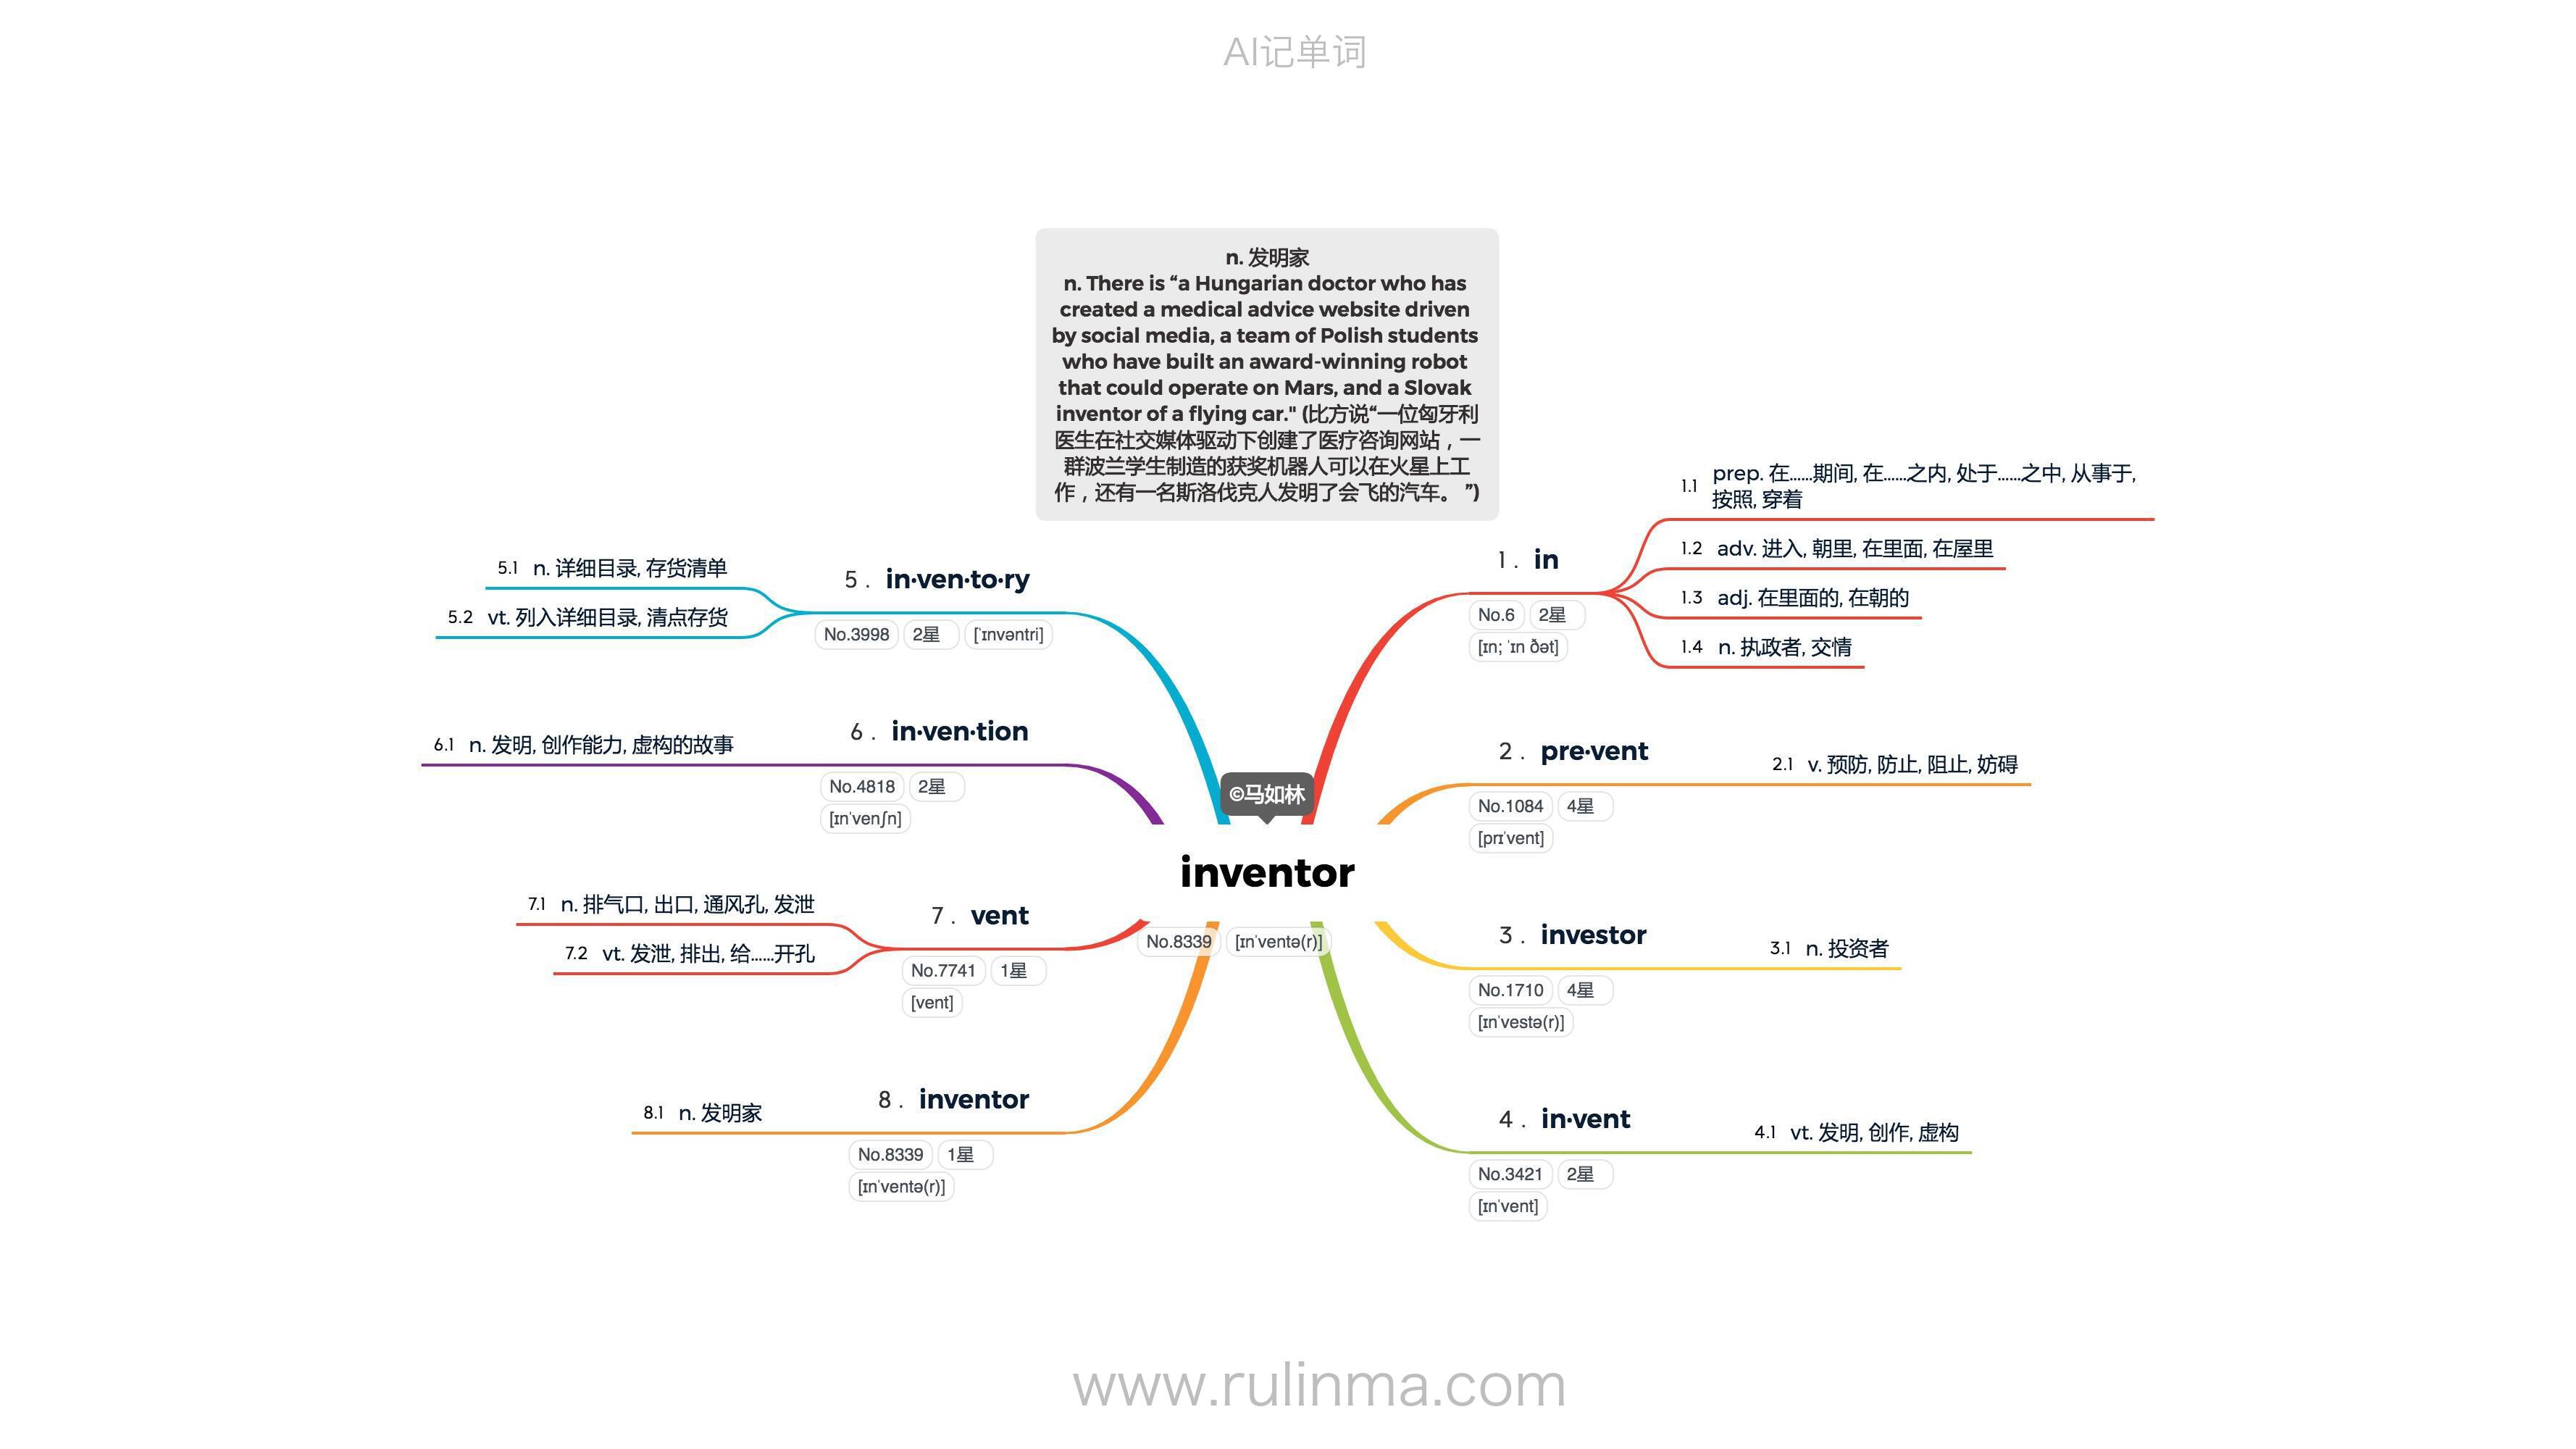 AI记单词
n. 发明家
n. There is “a Hungarian doctor who has
created a medical advice website driven
by social media, a team of Polish students
who have built an award-winning robot
that could operate on Mars, and a Slovak
inventor of a flying car." (比方说“一位匈牙利
医生在社交媒体驱动下创建了医疗咨询网站，一
群波兰学生制造的获奖机器人可以在火星上工
作，还有一名斯洛伐克人发明了会飞的汽车。 ”)
©马如林
inventor
No.8339 [ɪnˈventə(r)]
1. in
No.6 2星
[ɪn; ˈɪn ðət]
1.1 prep. 在……期间, 在……之内, 处于……之中, 从事于,
按照, 穿着
1.2 adv. 进入, 朝里, 在里面, 在屋里
1.3 adj. 在里面的, 在朝的
1.4 n. 执政者, 交情
2. pre·vent
No.1084 4星
[prɪˈvent]
2.1 v. 预防, 防止, 阻止, 妨碍
3. investor
No.1710 4星
[ɪnˈvestə(r)]
3.1 n. 投资者
4. in·vent
No.3421 2星
[ɪnˈvent]
4.1 vt. 发明, 创作, 虚构
5. in·ven·to·ry
No.3998 2星 [ˈɪnvəntri]
5.1 n. 详细目录, 存货清单
5.2 vt. 列入详细目录, 清点存货
6. in·ven·tion
No.4818 2星
[ɪnˈvenʃn]
6.1 n. 发明, 创作能力, 虚构的故事
7. vent
No.7741 1星
[vent]
7.1 n. 排气口, 出口, 通风孔, 发泄
7.2 vt. 发泄, 排出, 给……开孔
8. inventor
No.8339 1星
[ɪnˈventə(r)]
8.1 n. 发明家
www.rulinma.com